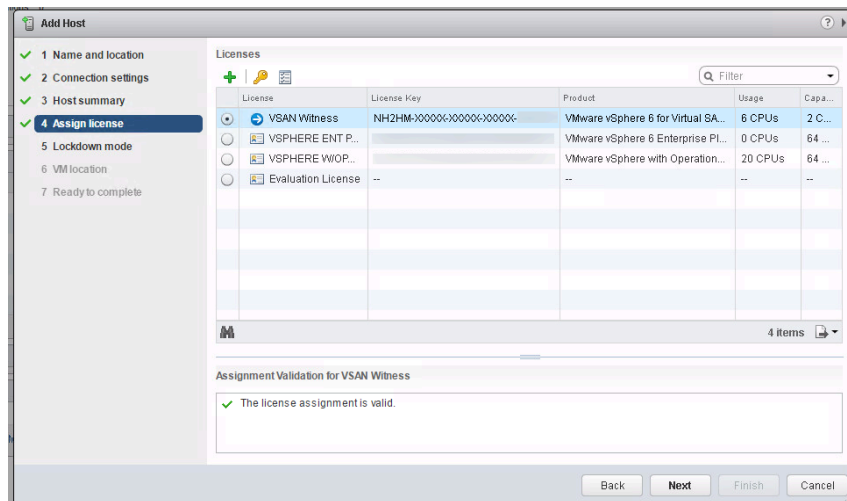 Add Host
1 Name and location
2 Connection settings
3 Host summary
4 Assign license
5 Lockdown mode
6 VM location
7 Ready to complete
Licenses
Filter
License License Key Product Usage Capa...
VSAN Witness NH2HM-XXXXX-XXXXX-XXXXX- VMware vSphere 6 for Virtual SA... 6 CPUs 2 C...
VSPHERE ENT P... VMware vSphere 6 Enterprise Pl... 0 CPUs 64 ...
VSPHERE W/OP... VMware vSphere with Operation... 20 CPUs 64 ...
Evaluation License -- -- -- --
4 items
Assignment Validation for VSAN Witness
The license assignment is valid.
Back Next Finish Cancel